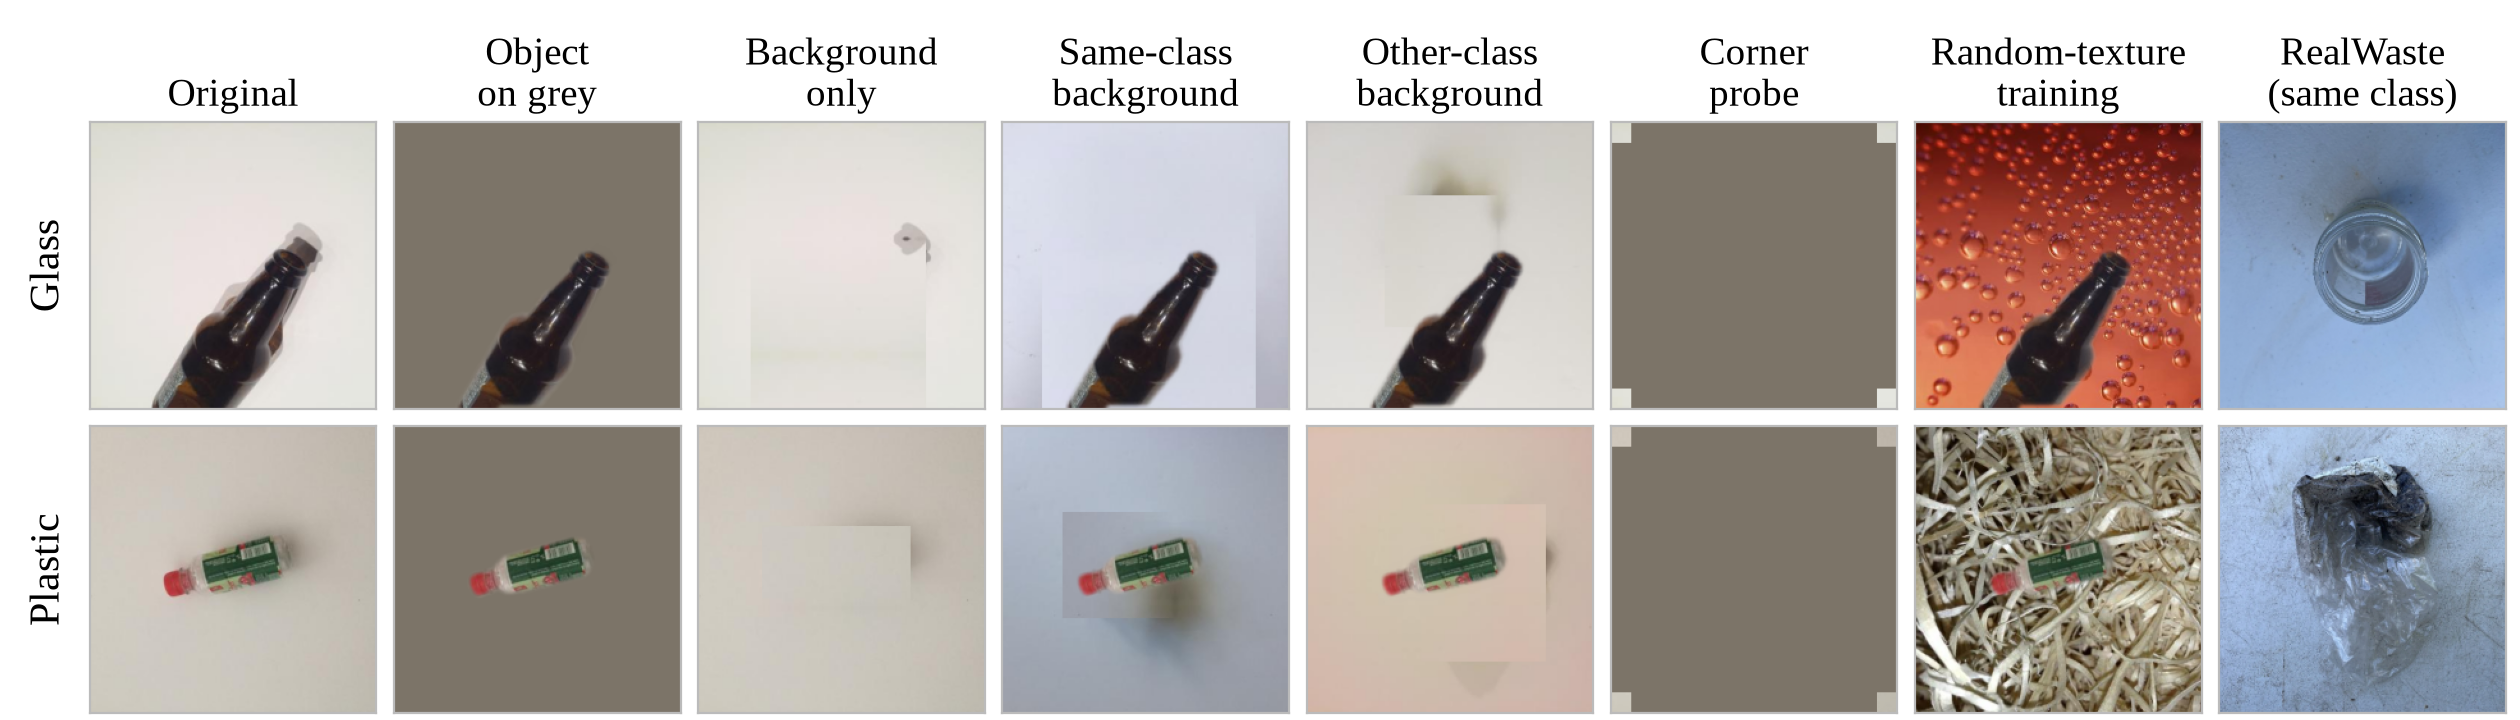 Original
Object
on grey
Background
only
Same-class
background
Other-class
background
Corner
probe
Random-texture
training
RealWaste
(same class)
Glass
Plastic